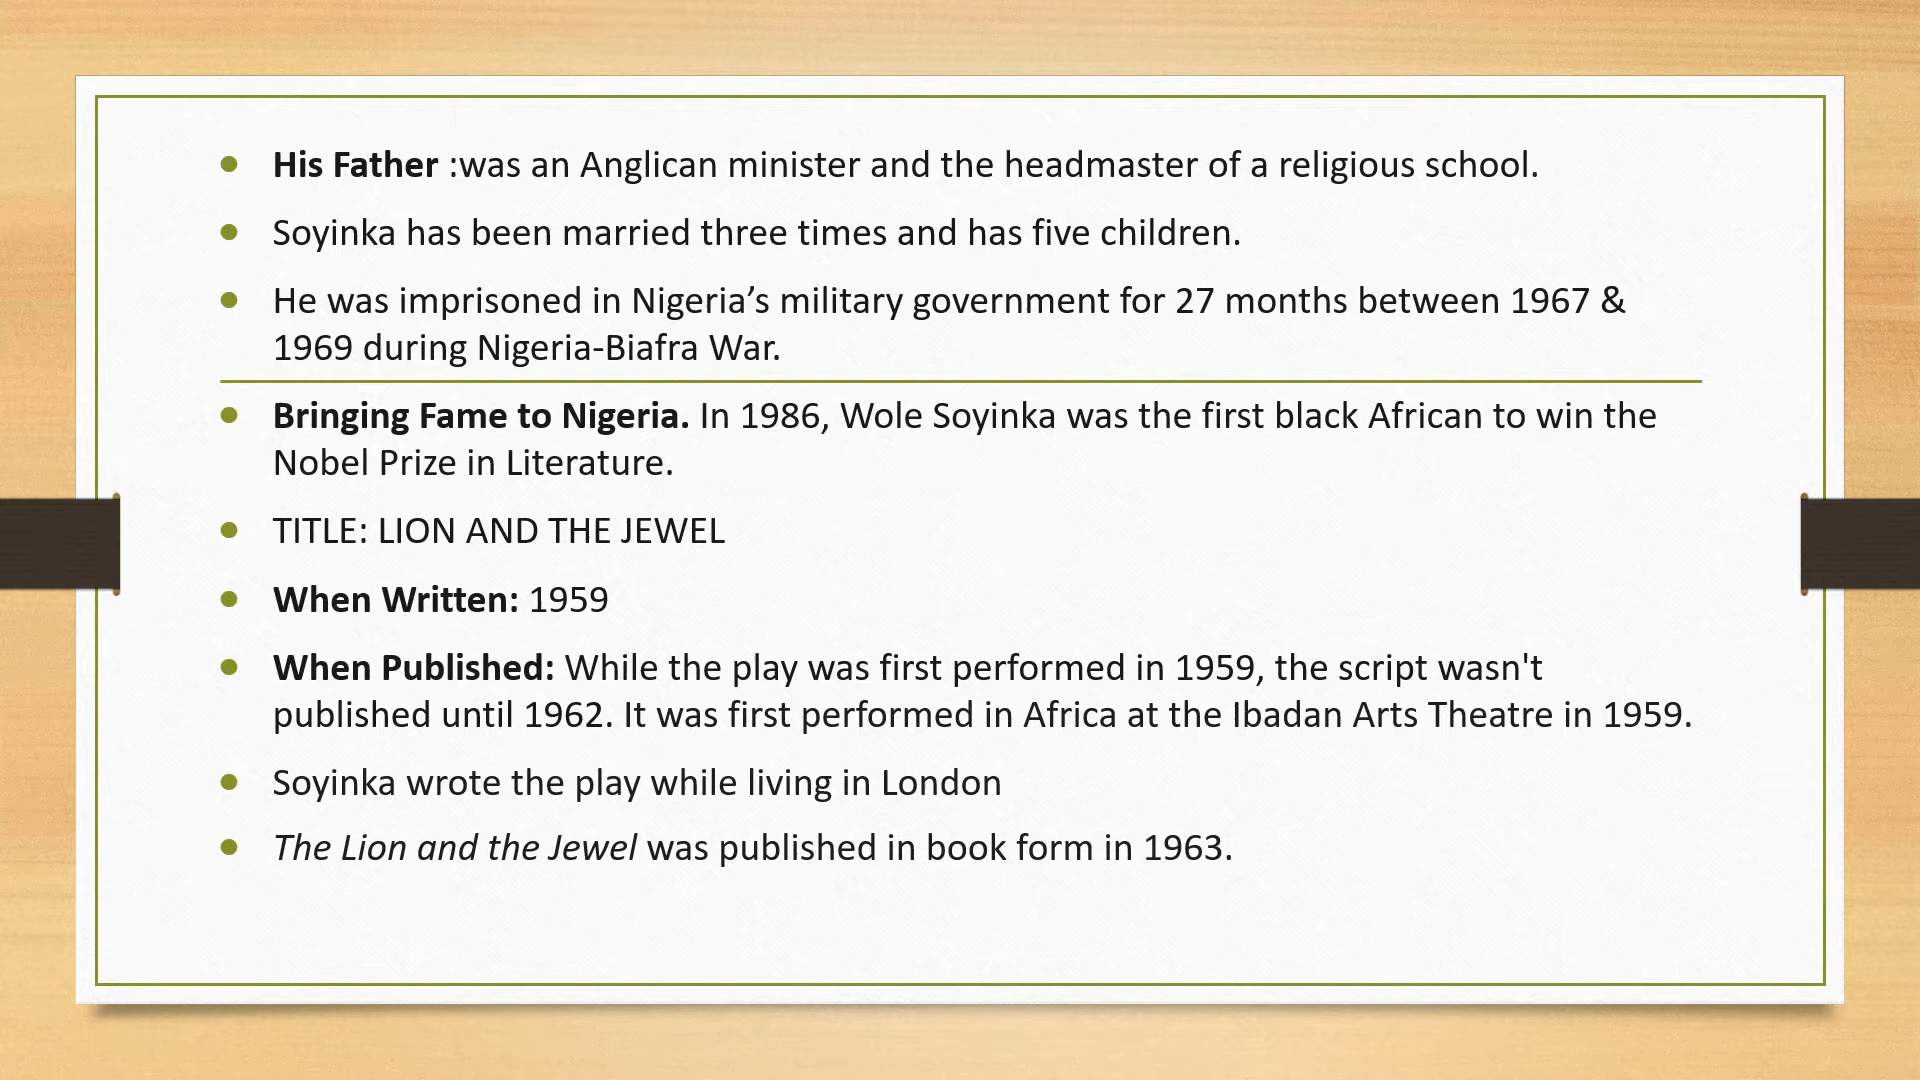 His Father :was an Anglican minister and the headmaster of a religious school.
Soyinka has been married three times and has five children.
He was imprisoned in Nigeria’s military government for 27 months between 1967 &
1969 during Nigeria-Biafra War.
Bringing Fame to Nigeria. In 1986, Wole Soyinka was the first black African to win the
Nobel Prize in Literature.
TITLE: LION AND THE JEWEL
When Written: 1959
When Published: While the play was first performed in 1959, the script wasn't
published until 1962. It was first performed in Africa at the Ibadan Arts Theatre in 1959.
Soyinka wrote the play while living in London
The Lion and the Jewel was published in book form in 1963.